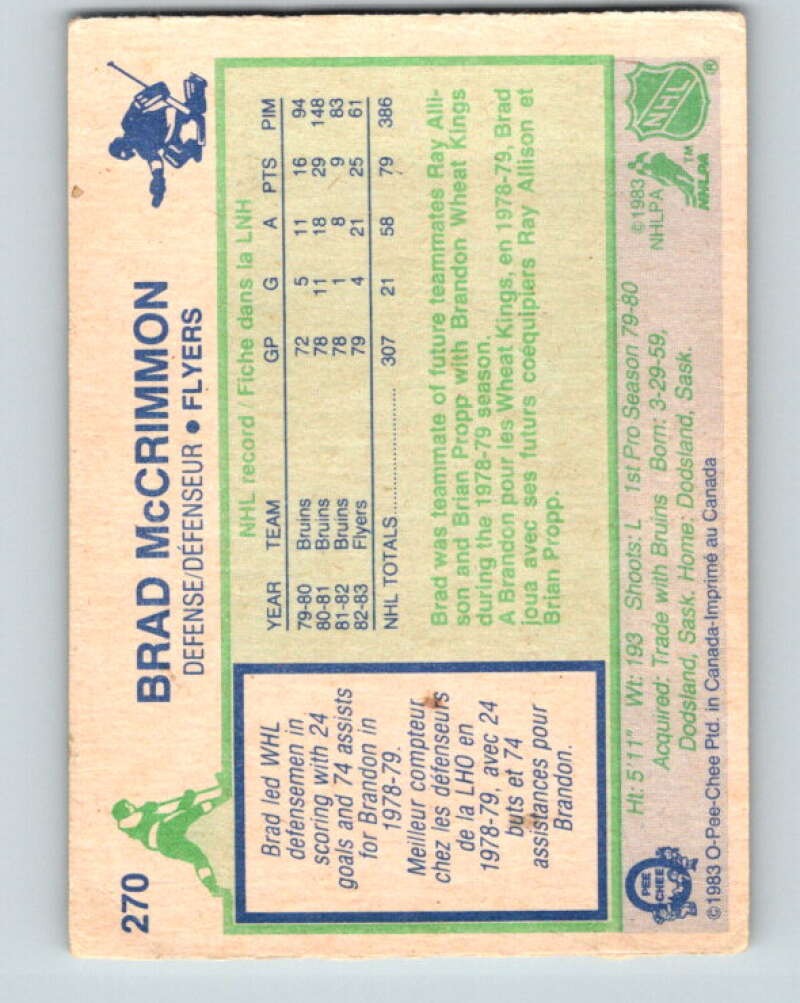 270
BRAD McCRIMMON
DEFENSE/DÉFENSEUR ● FLYERS
Brad led WHL
defensemen in
scoring with 24
goals and 74 assists
for Brandon in
1978-79.
Meilleur compteur
chez les défenseurs
de la LHO en
1978-79, avec 24
buts et 74
assistances pour
Brandon.
NHL record Fiche dans la LNH
YEAR TEAM GP G A PTS PIM
79-80 Bruins 72 5 11 16 94
80-81 Bruins 78 11 18 29 148
81-82 Bruins 78 1 8 9 83
82-83 Flyers 79 4 21 25 61
NHL TOTALS.................... 307 21 58 79 386
Brad was teammate of future teammates Ray Alli-
son and Brian Propp with Brandon Wheat Kings
during the 1978-79 season.
A Brandon pour les Wheat Kings, en 1978-79, Brad
joua avec ses futurs coéquipiers Ray Allison et
Brian Propp.
Ht: 5'11" Wt: 193 Shoots: L 1st Pro Season 79-80
Acquired: Trade with Bruins Born: 3-29-59,
Dodsland, Sask. Home: Dodsland, Sask.
©1983
NHLPA
NHLPA
TM
NHL
®
O
PEE
CHEE
©1983 O-Pee-Chee Ptd. in Canada-Imprimé au Canada